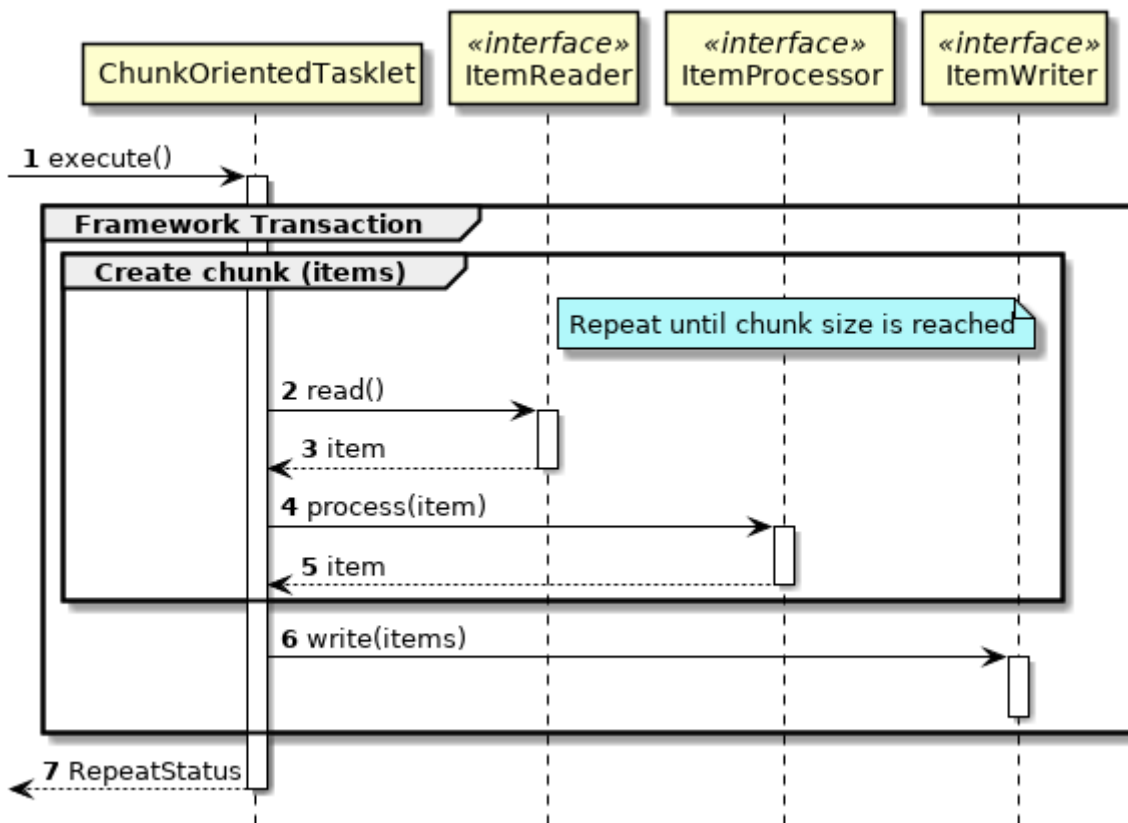 ChunkOrientedTasklet
«interface»
ItemReader
«interface»
ItemProcessor
«interface»
ItemWriter
1 execute()
Framework Transaction
Create chunk (items)
Repeat until chunk size is reached
2 read()
3 item
4 process(item)
5 item
6 write(items)
7 RepeatStatus